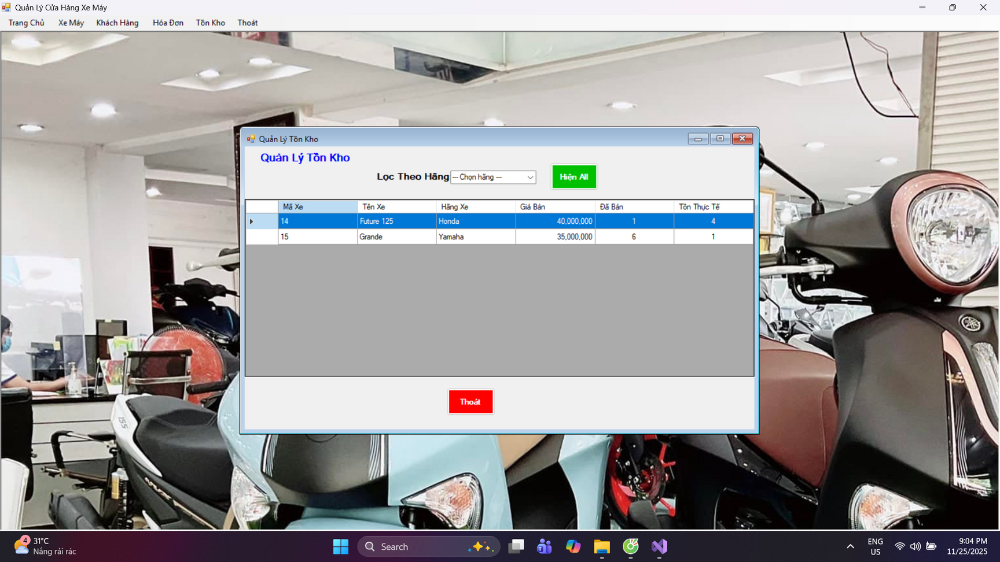 Quản Lý Cửa Hàng Xe Máy
Trang Chủ Xe Máy Khách Hàng Hóa Đơn Tồn Kho Thoát
Quản Lý Tồn Kho
Quản Lý Tồn Kho
Lọc Theo Hãng --- Chọn hãng --- Hiện All
Mã Xe Tên Xe Hãng Xe Giá Bán Đã Bán Tồn Thực Tế
14 Future 125 Honda 40,000,000 1 4
15 Grande Yamaha 35,000,000 6 1
Thoát
155
4 31°C
Nắng rải rác
Search
ENG
US
9:04 PM
11/25/2025